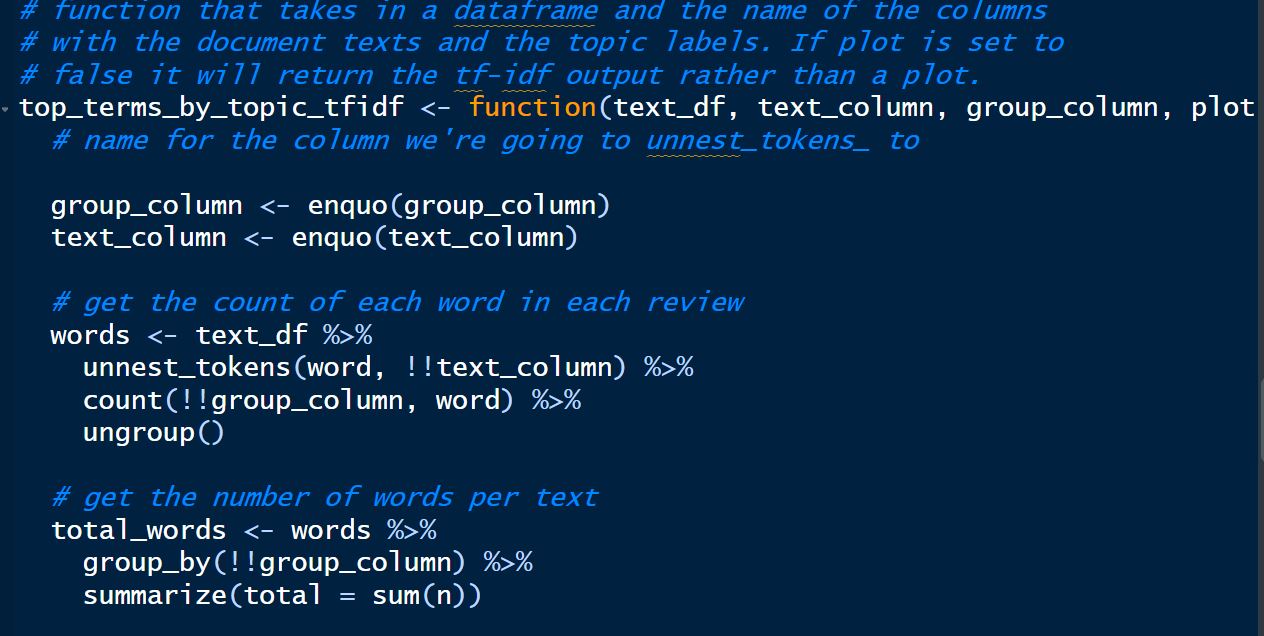 # function that takes in a dataframe and the name of the columns
# with the document texts and the topic labels. If plot is set to
# false it will return the tf-idf output rather than a plot.
top_terms_by_topic_tfidf <- function(text_df, text_column, group_column, plot
  # name for the column we're going to unnest_tokens_ to

  group_column <- enquo(group_column)
  text_column <- enquo(text_column)

  # get the count of each word in each review
  words <- text_df %>%
    unnest_tokens(word, !!text_column) %>%
    count(!!group_column, word) %>%
    ungroup()

  # get the number of words per text
  total_words <- words %>%
    group_by(!!group_column) %>%
    summarize(total = sum(n))